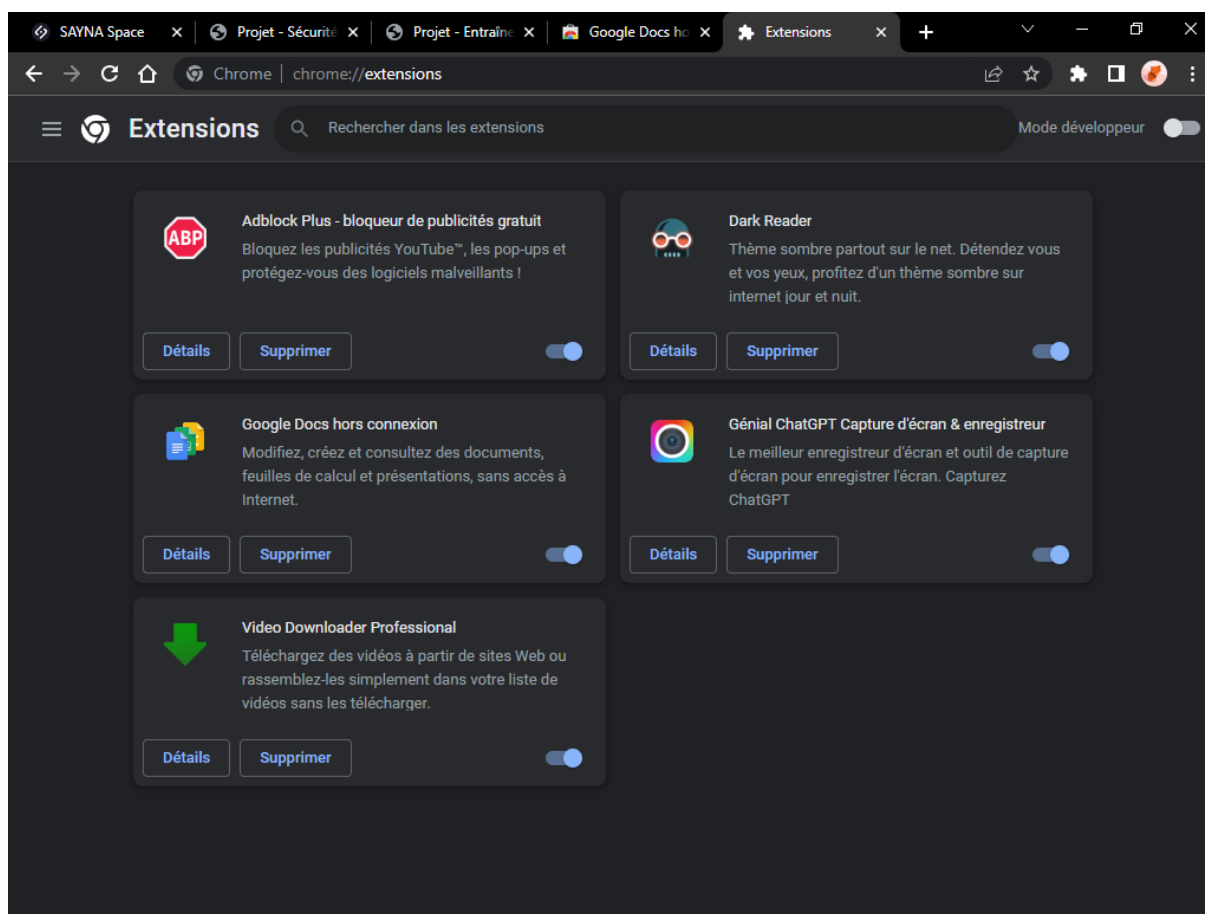 SAYNA Space
Projet - Sécurité
Projet - Entraîne
Google Docs ho
Extensions
Chrome | chrome://extensions
Extensions
Rechercher dans les extensions
Mode développeur
ABP
Adblock Plus - bloqueur de publicités gratuit
Bloquez les publicités YouTube™, les pop-ups et
protégez-vous des logiciels malveillants !
Détails
Supprimer
Dark Reader
Thème sombre partout sur le net. Détendez vous
et vos yeux, profitez d'un thème sombre sur
internet jour et nuit.
Détails
Supprimer
Google Docs hors connexion
Modifiez, créez et consultez des documents,
feuilles de calcul et présentations, sans accès à
Internet.
Détails
Supprimer
Génial ChatGPT Capture d'écran & enregistreur
Le meilleur enregistreur d'écran et outil de capture
d'écran pour enregistrer l'écran. Capturez
ChatGPT
Détails
Supprimer
Video Downloader Professional
Téléchargez des vidéos à partir de sites Web ou
rassemblez-les simplement dans votre liste de
vidéos sans les télécharger.
Détails
Supprimer